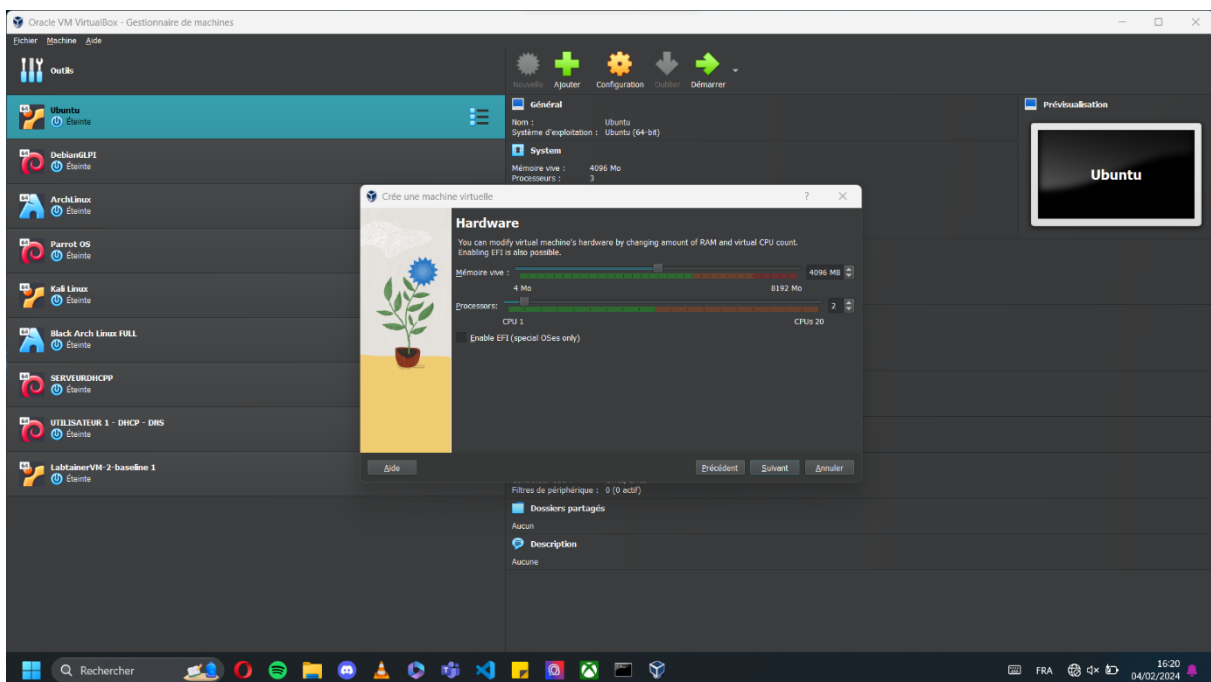 Oracle VM VirtualBox - Gestionnaire de machines
Fichier Machine Aide
Outils
Nouvelle Ajouter Configuration Oublier Démarrer
Ubuntu
Éteinte
DebianGLPI
Éteinte
ArchLinux
Éteinte
Parrot OS
Éteinte
Kali Linux
Éteinte
Black Arch Linux FULL
Éteinte
SERVEURDHCPP
Éteinte
UTILISATEUR 1 - DHCP - DNS
Éteinte
LabtainerVM-2-baseline 1
Éteinte
Général
Nom : Ubuntu
Système d'exploitation : Ubuntu (64-bit)
System
Mémoire vive : 4096 Mo
Processeurs : 3
Prévisualisation
Ubuntu
Crée une machine virtuelle
Hardware
You can modify virtual machine's hardware by changing amount of RAM and virtual CPU count.
Enabling EFI is also possible.
Mémoire vive : 4096 MB
4 Mo 8192 Mo
Processors: 2
CPU 1 CPUs 20
Enable EFI (special OSes only)
Aide Précédent Suivant Annuler
Filtres de périphérique : 0 (0 actif)
Dossiers partagés
Aucun
Description
Aucune
Rechercher
FRA
16:20
04/02/2024